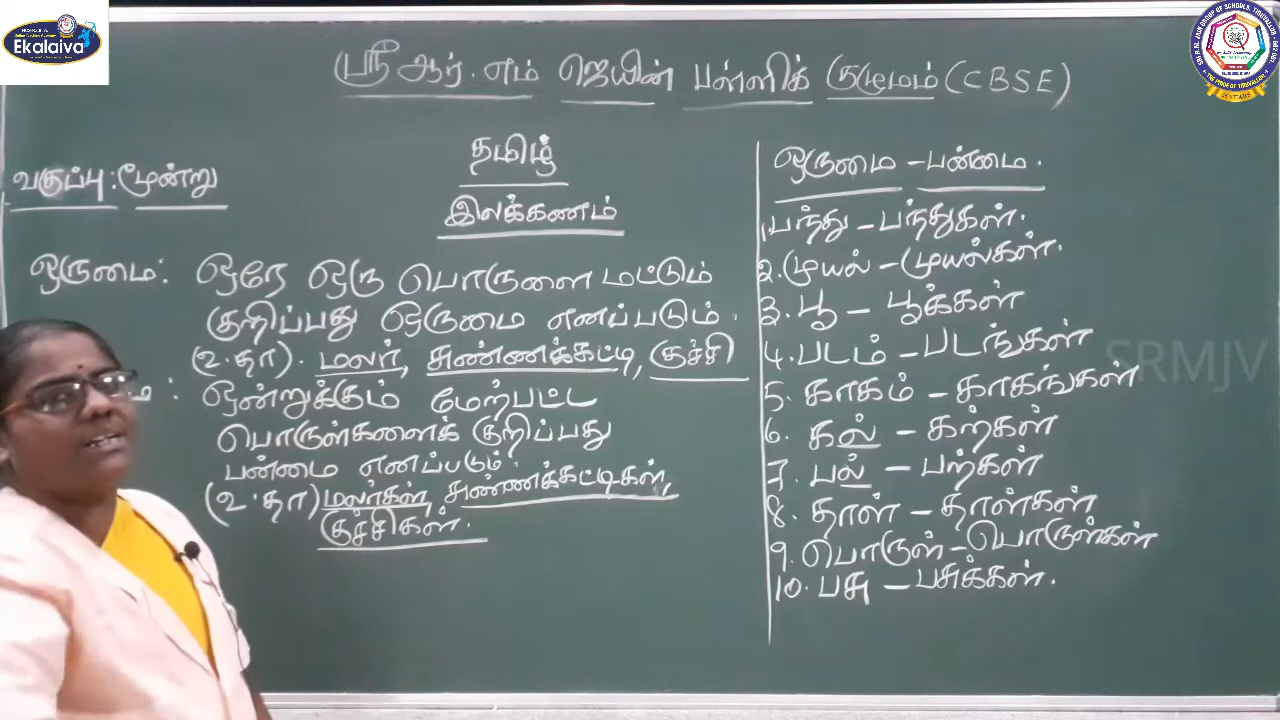 Ekalaiva
ஸ்ரீ ஆர். எம் ஜெயின் பள்ளிக் குழுமம் (CBSE)
தமிழ்
வகுப்பு : மூன்று
இலக்கணம்
ஒருமை : ஒரே ஒரு பொருளை மட்டும்
குறிப்பது ஒருமை எனப்படும்.
(உ.தா). மலர், சுண்ணக்கட்டி, குச்சி
மை : ஒன்றுக்கும் மேற்பட்ட
பொருள்களைக் குறிப்பது
பன்மை எனப்படும்.
(உ.தா) மலர்கள், சுண்ணக்கட்டிகள்,
குச்சிகள்.
ஒருமை - பன்மை.
1. பந்து - பந்துகள்.
2. முயல் - முயல்கள்.
3. பூ - பூக்கள்
4. படம் - படங்கள்
5. காகம் - காகங்கள்
6. கல் - கற்கள்
7. பல் - பற்கள்
8. தாள் - தாள்கள்
9. பொருள் - பொருள்கள்
10. பசு - பசுக்கள்.
SRMJV